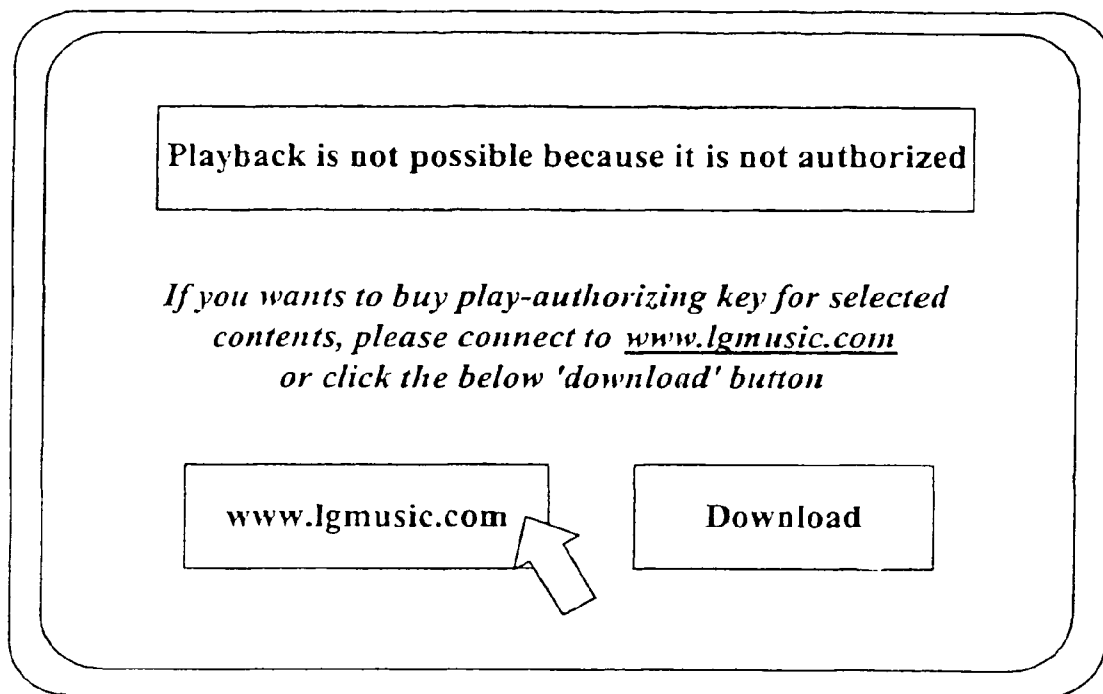 Playback is not possible because it is not authorized
If you wants to buy play-authorizing key for selected
contents, please connect to www.lgmusic.com
or click the below 'download' button
www.lgmusic.com
Download